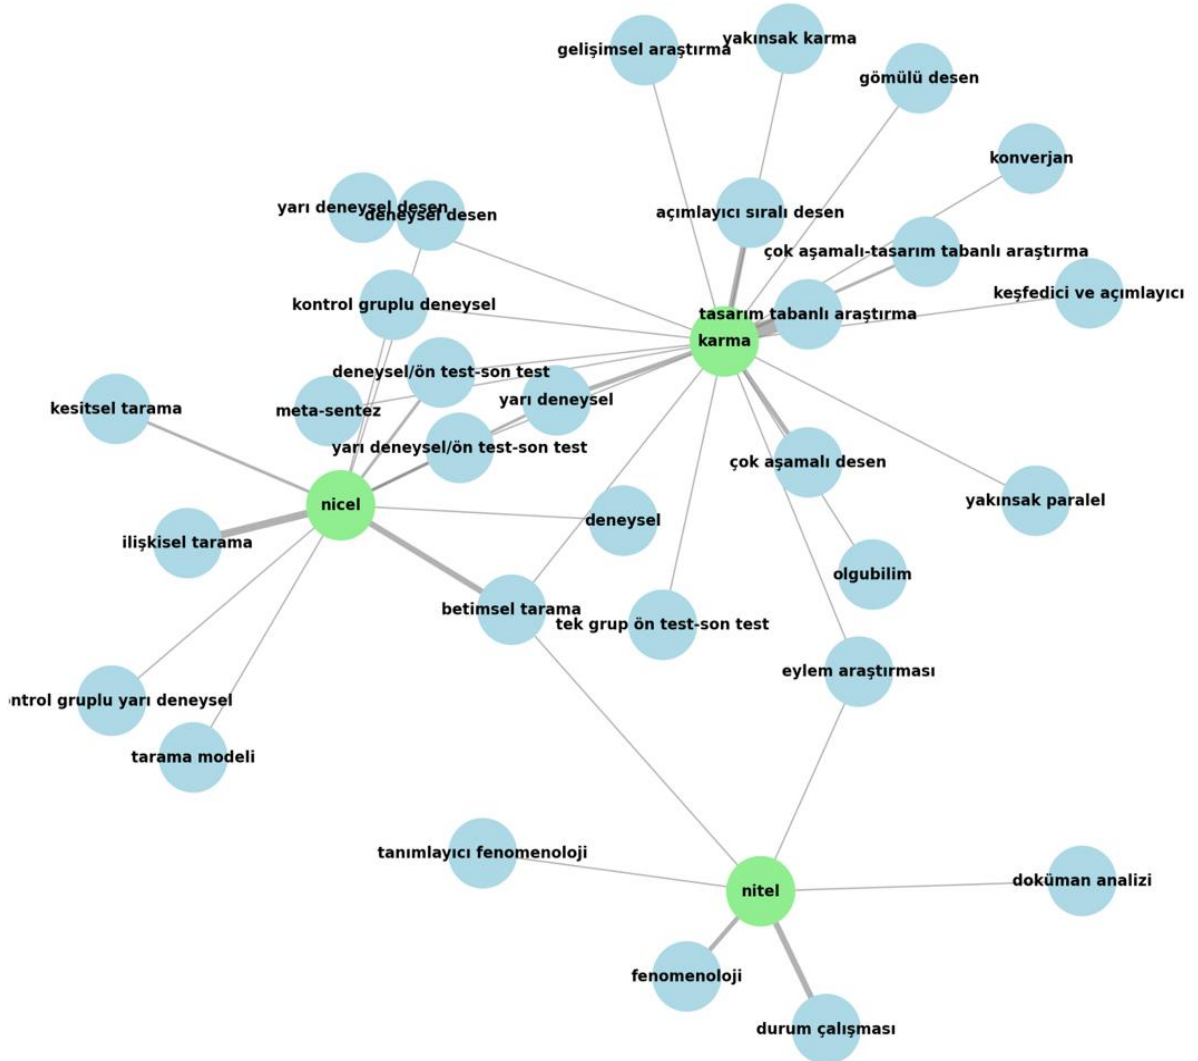 yakınsak karma
gelişimsel araştırma
gömülü desen
konverjan
yarı deneysel desen
deneysel desen
açımlayıcı sıralı desen
çok aşamalı-tasarım tabanlı araştırma
keşfedici ve açımlayıcı
kontrol gruplu deneysel
tasarım tabanlı araştırma
karma
deneysel/ön test-son test
yarı deneysel
kesitsel tarama
meta-sentez
yarı deneysel/ön test-son test
çok aşamalı desen
yakınsak paralel
nicel
deneysel
ilişkisel tarama
olgubilim
betimsel tarama
tek grup ön test-son test
eylem araştırması
ntrol gruplu yarı deneysel
tarama modeli
tanımlayıcı fenomenoloji
doküman analizi
nitel
fenomenoloji
durum çalışması